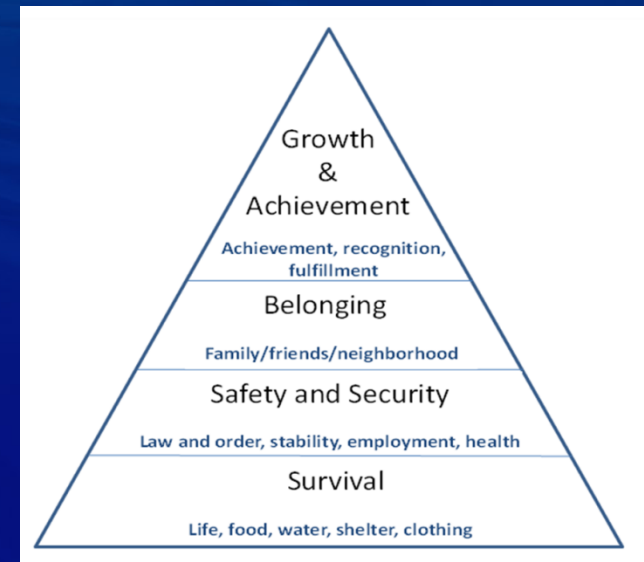 Growth
&
Achievement
Achievement, recognition,
fulfillment
Belonging
Family/friends/neighborhood
Safety and Security
Law and order, stability, employment, health
Survival
Life, food, water, shelter, clothing